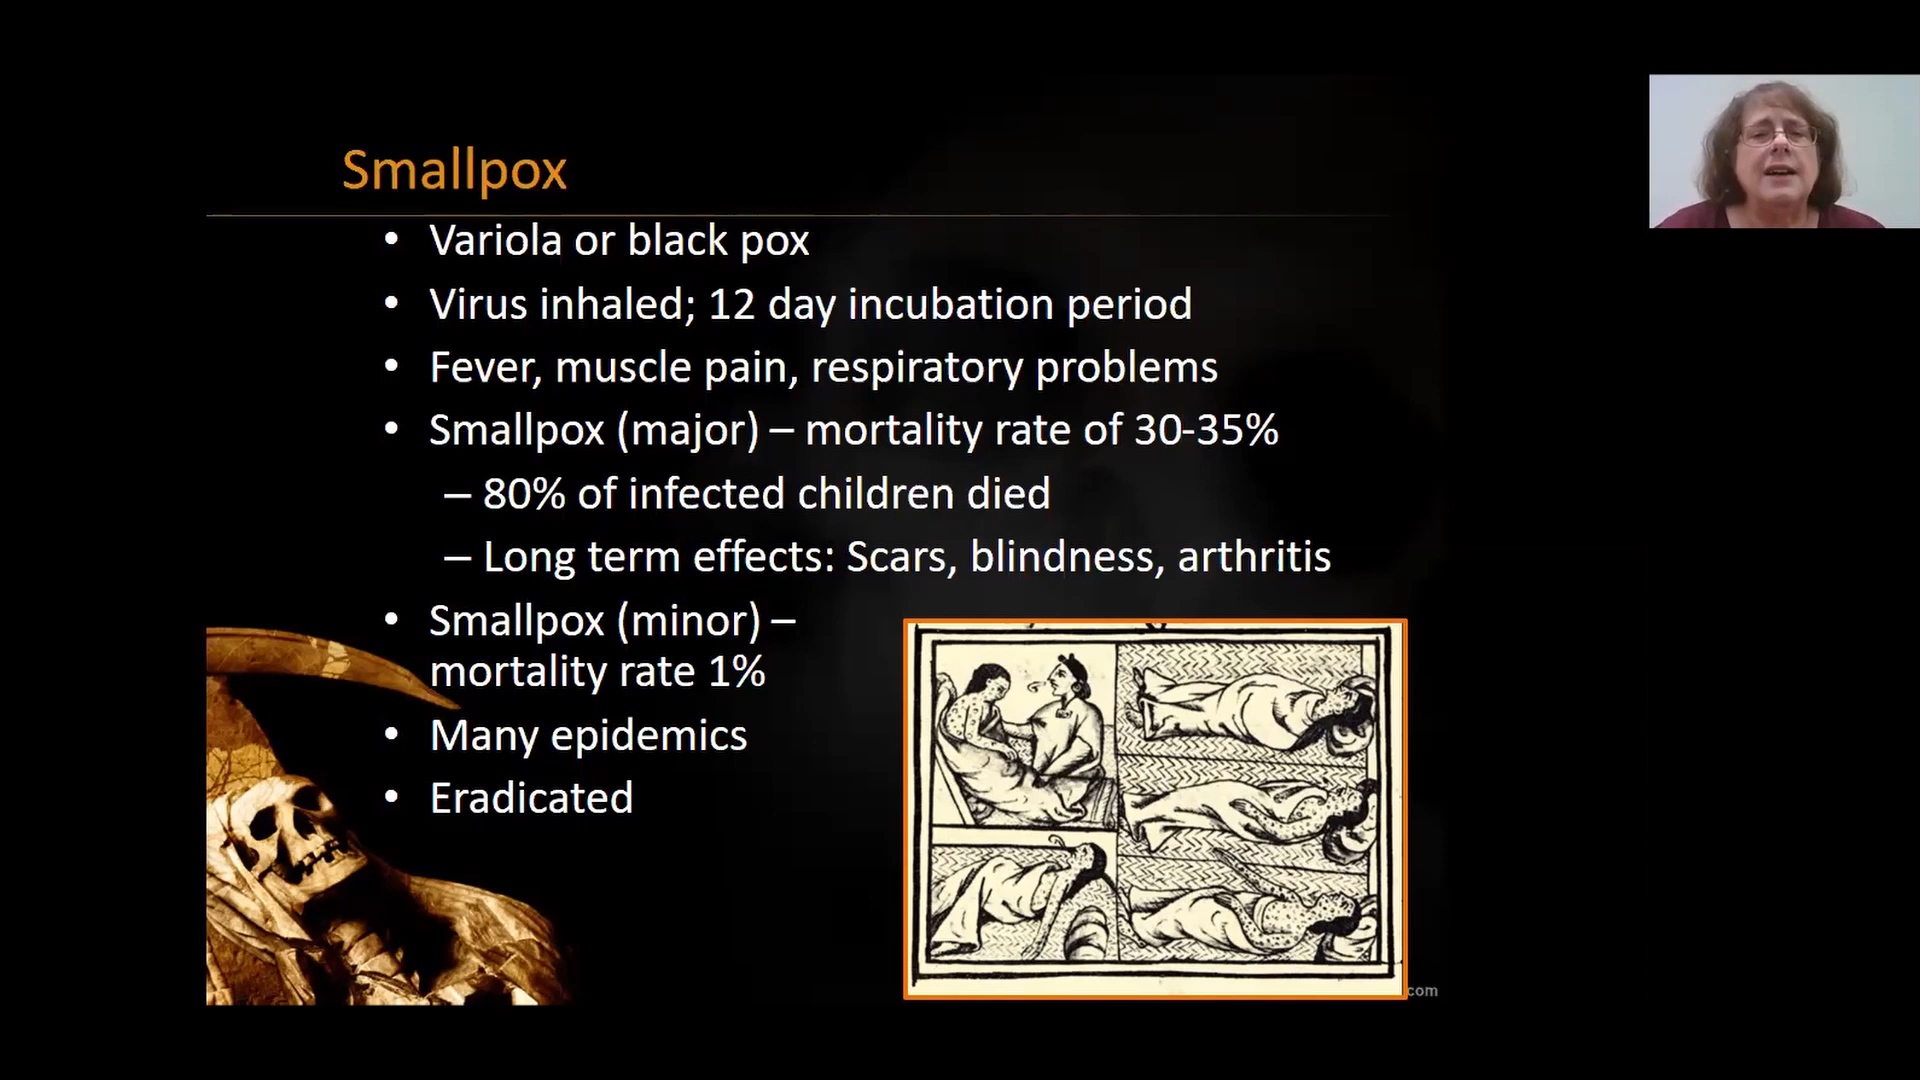 Smallpox
• Variola or black pox
• Virus inhaled; 12 day incubation period
• Fever, muscle pain, respiratory problems
• Smallpox (major) – mortality rate of 30-35%
– 80% of infected children died
– Long term effects: Scars, blindness, arthritis
• Smallpox (minor) –
mortality rate 1%
• Many epidemics
• Eradicated
com